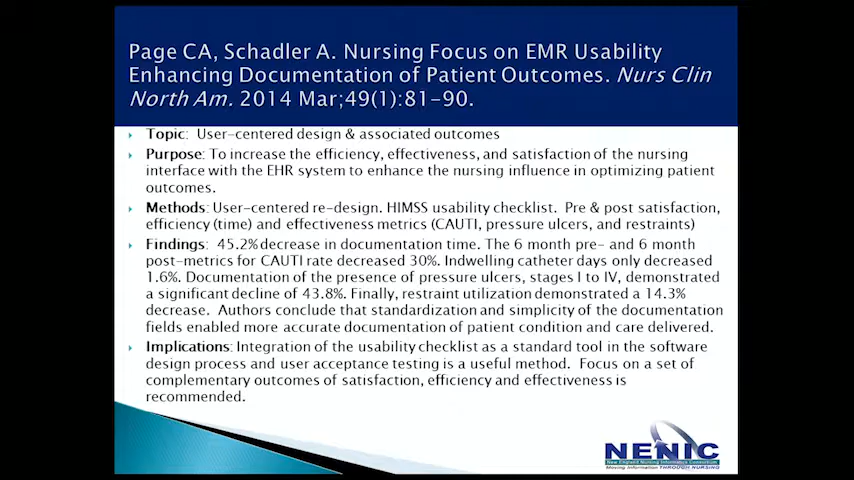 Page CA, Schadler A. Nursing Focus on EMR Usability
Enhancing Documentation of Patient Outcomes. Nurs Clin
North Am. 2014 Mar;49(1):81-90.
Topic: User-centered design & associated outcomes
Purpose: To increase the efficiency, effectiveness, and satisfaction of the nursing
interface with the EHR system to enhance the nursing influence in optimizing patient
outcomes.
Methods: User-centered re-design. HIMSS usability checklist. Pre & post satisfaction,
efficiency (time) and effectiveness metrics (CAUTI, pressure ulcers, and restraints)
Findings: 45.2% decrease in documentation time. The 6 month pre- and 6 month
post-metrics for CAUTI rate decreased 30%. Indwelling catheter days only decreased
1.6%. Documentation of the presence of pressure ulcers, stages I to IV, demonstrated
a significant decline of 43.8%. Finally, restraint utilization demonstrated a 14.3%
decrease. Authors conclude that standardization and simplicity of the documentation
fields enabled more accurate documentation of patient condition and care delivered.
Implications: Integration of the usability checklist as a standard tool in the software
design process and user acceptance testing is a useful method. Focus on a set of
complementary outcomes of satisfaction, efficiency and effectiveness is
recommended.
NENIC
New England Nursing Informatics Consortium
Moving Information THROUGH NURSING